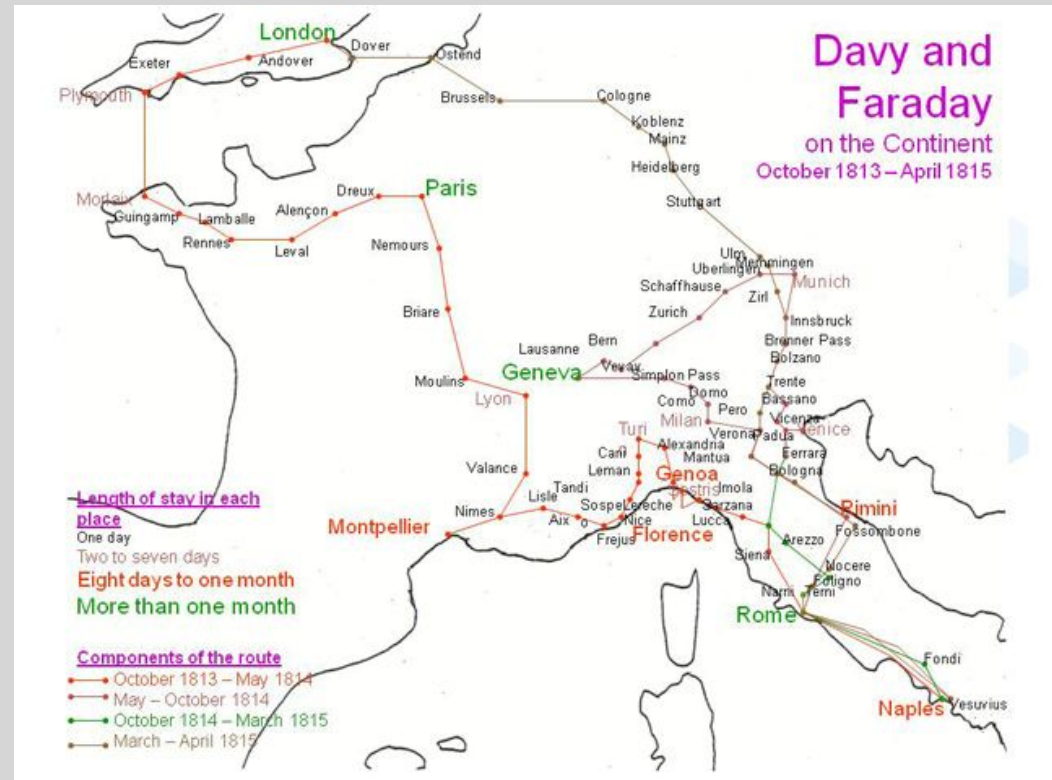 Davy and
Faraday
on the Continent
October 1813 – April 1815
London
Dover
Ostend
Exeter
Andover
Plymouth
Brussels
Cologne
Koblenz
Mainz
Heidelberg
Stuttgart
Morlaix
Guingamp
Lamballe
Rennes
Leval
Alençon
Dreux
Paris
Nemours
Briare
Moulins
Lyon
Valance
Nimes
Montpellier
Ulm
Memmingen
Uberlingen
Munich
Schaffhause
Zirl
Zurich
Innsbruck
Bern
Brenner Pass
Lausanne
Bolzano
Vevay
Geneva
Simplon Pass
Trente
Domo
Bassano
Como
Pero
Vicenza
Milan
Venice
Verona
Padua
Turi
n
Alexandria
Cani
Mantua
Ferrara
Leman
Genoa
Bologna
Sestris
Imola
Lisle
Tandi
o
Sospel
Lereche
Sarzana
Rimini
Aix
Nice
Lucca
Fossombone
Frejus
Florence
Arezzo
Siena
Nocere
Foligno
Narni
Terni
Rome
Fondi
Naples
Vesuvius
Length of stay in each
place
One day
Two to seven days
Eight days to one month
More than one month
Components of the route
October 1813 – May 1814
May – October 1814
October 1814 – March 1815
March – April 1815